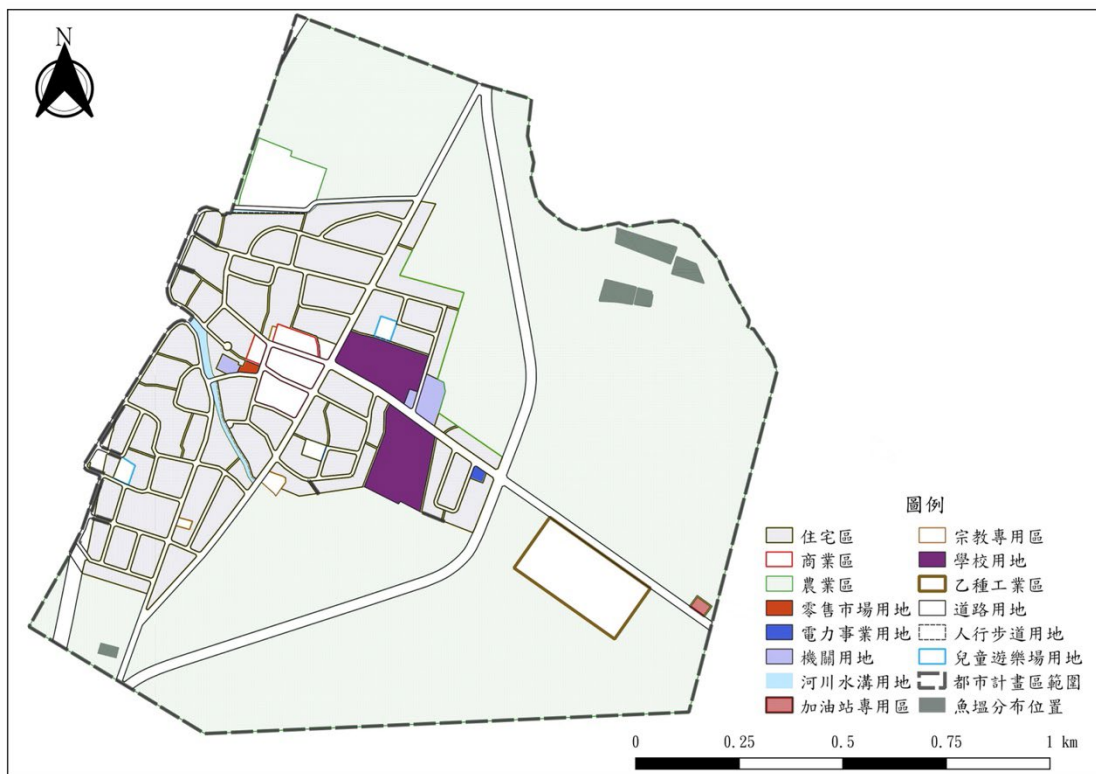 N
圖例
住宅區
宗教專用區
商業區
學校用地
農業區
乙種工業區
零售市場用地
道路用地
電力事業用地
人行步道用地
機關用地
兒童遊樂場用地
河川水溝用地
都市計畫區範圍
加油站專用區
魚塭分布位置
0 0.25 0.5 0.75 1 km